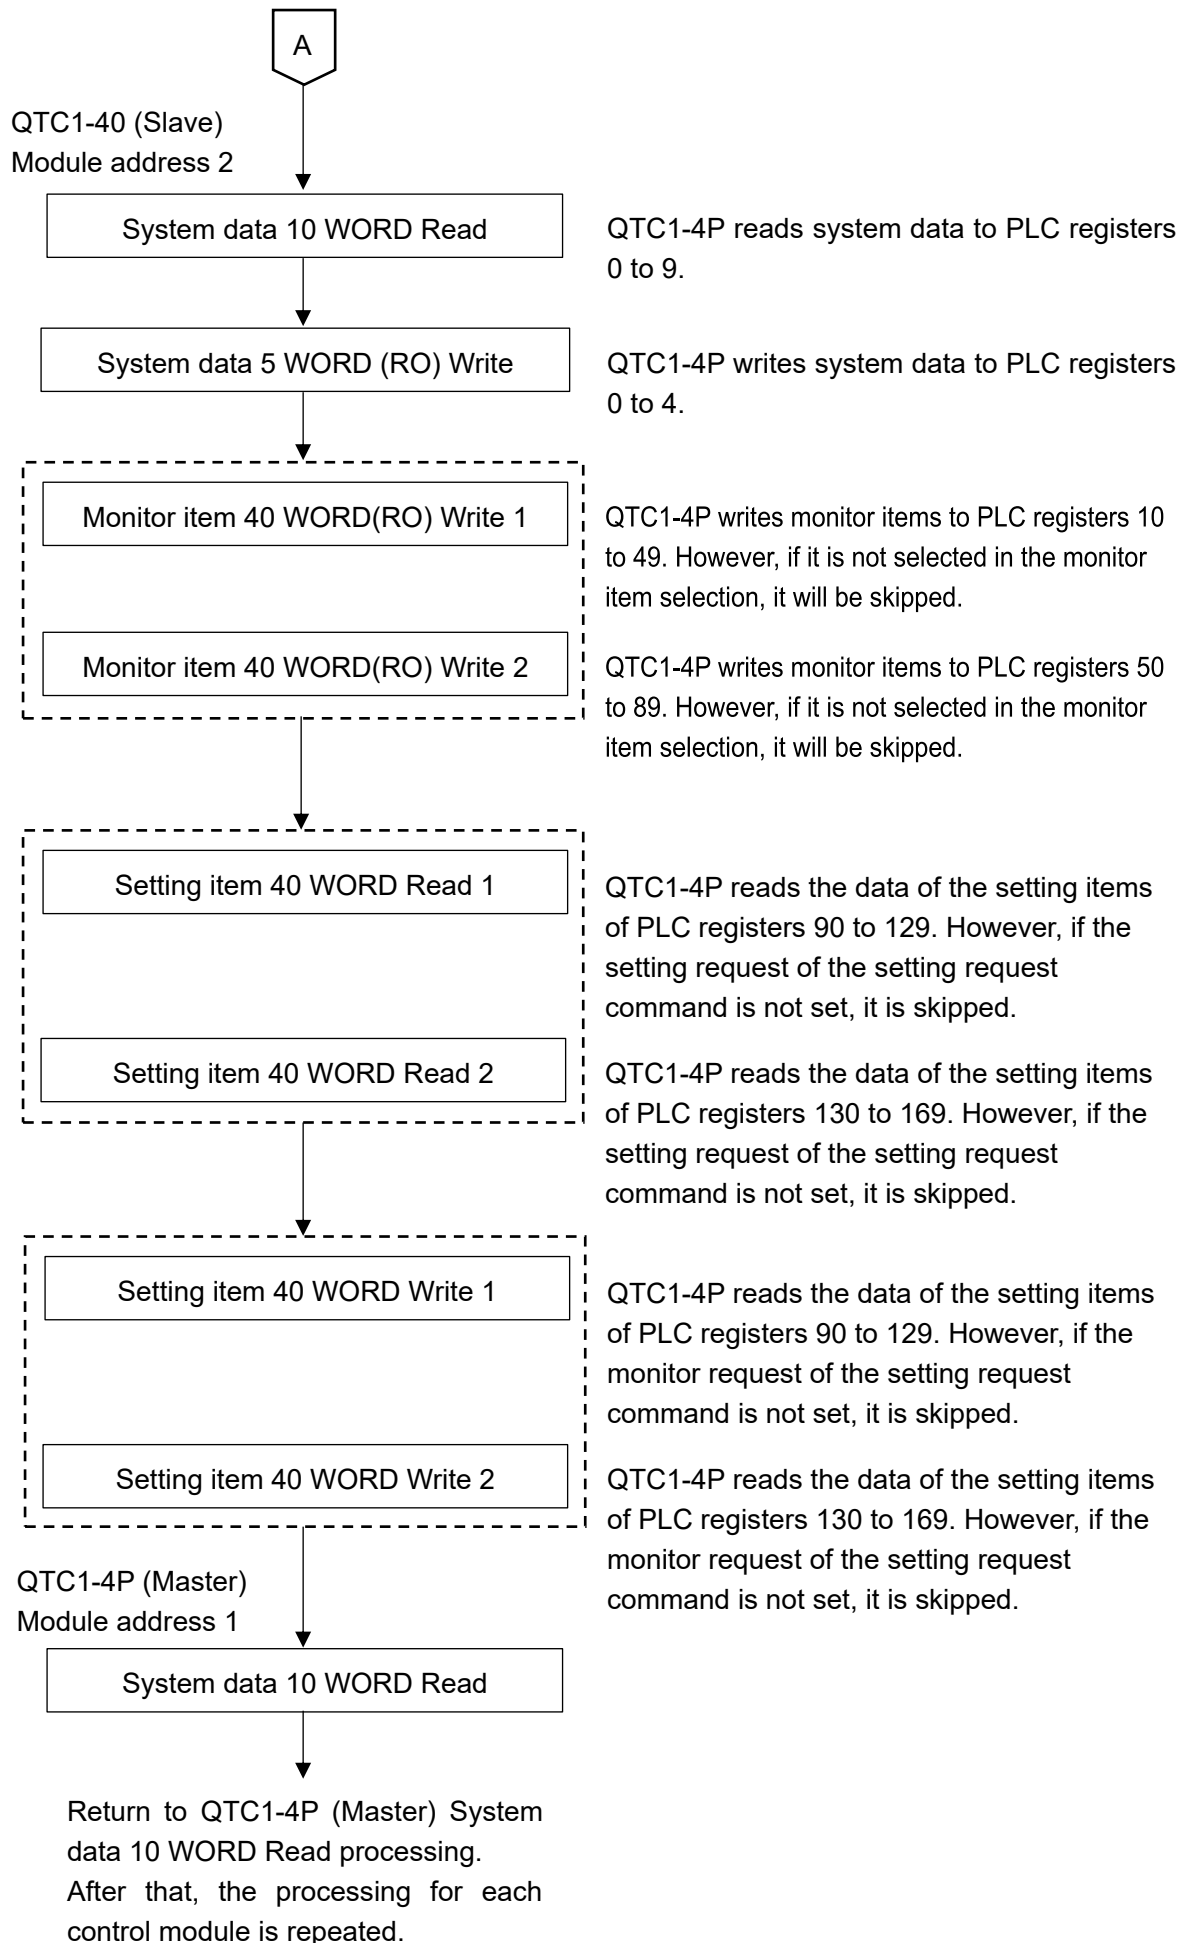 A
QTC1-40 (Slave)
Module address 2
System data 10 WORD Read
QTC1-4P reads system data to PLC registers
0 to 9.
System data 5 WORD (RO) Write
QTC1-4P writes system data to PLC registers
0 to 4.
Monitor item 40 WORD(RO) Write 1
QTC1-4P writes monitor items to PLC registers 10
to 49. However, if it is not selected in the monitor
item selection, it will be skipped.
Monitor item 40 WORD(RO) Write 2
QTC1-4P writes monitor items to PLC registers 50
to 89. However, if it is not selected in the monitor
item selection, it will be skipped.
Setting item 40 WORD Read 1
QTC1-4P reads the data of the setting items
of PLC registers 90 to 129. However, if the
setting request of the setting request
command is not set, it is skipped.
Setting item 40 WORD Read 2
QTC1-4P reads the data of the setting items
of PLC registers 130 to 169. However, if the
setting request of the setting request
command is not set, it is skipped.
Setting item 40 WORD Write 1
QTC1-4P reads the data of the setting items
of PLC registers 90 to 129. However, if the
monitor request of the setting request
command is not set, it is skipped.
Setting item 40 WORD Write 2
QTC1-4P reads the data of the setting items
of PLC registers 130 to 169. However, if the
monitor request of the setting request
command is not set, it is skipped.
QTC1-4P (Master)
Module address 1
System data 10 WORD Read
Return to QTC1-4P (Master) System
data 10 WORD Read processing.
After that, the processing for each
control module is repeated.